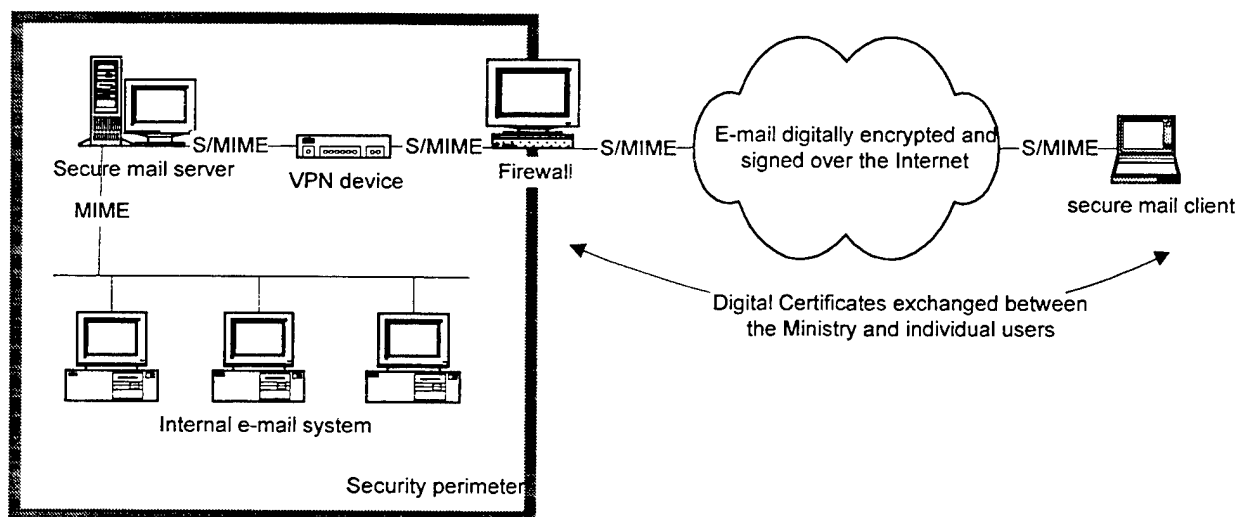 S/MIME
S/MIME
S/MIME
S/MIME
E-mail digitally encrypted and
signed over the Internet
Secure mail server
VPN device
Firewall
secure mail client
MIME
Digital Certificates exchanged between
the Ministry and individual users
Internal e-mail system
Security perimeter